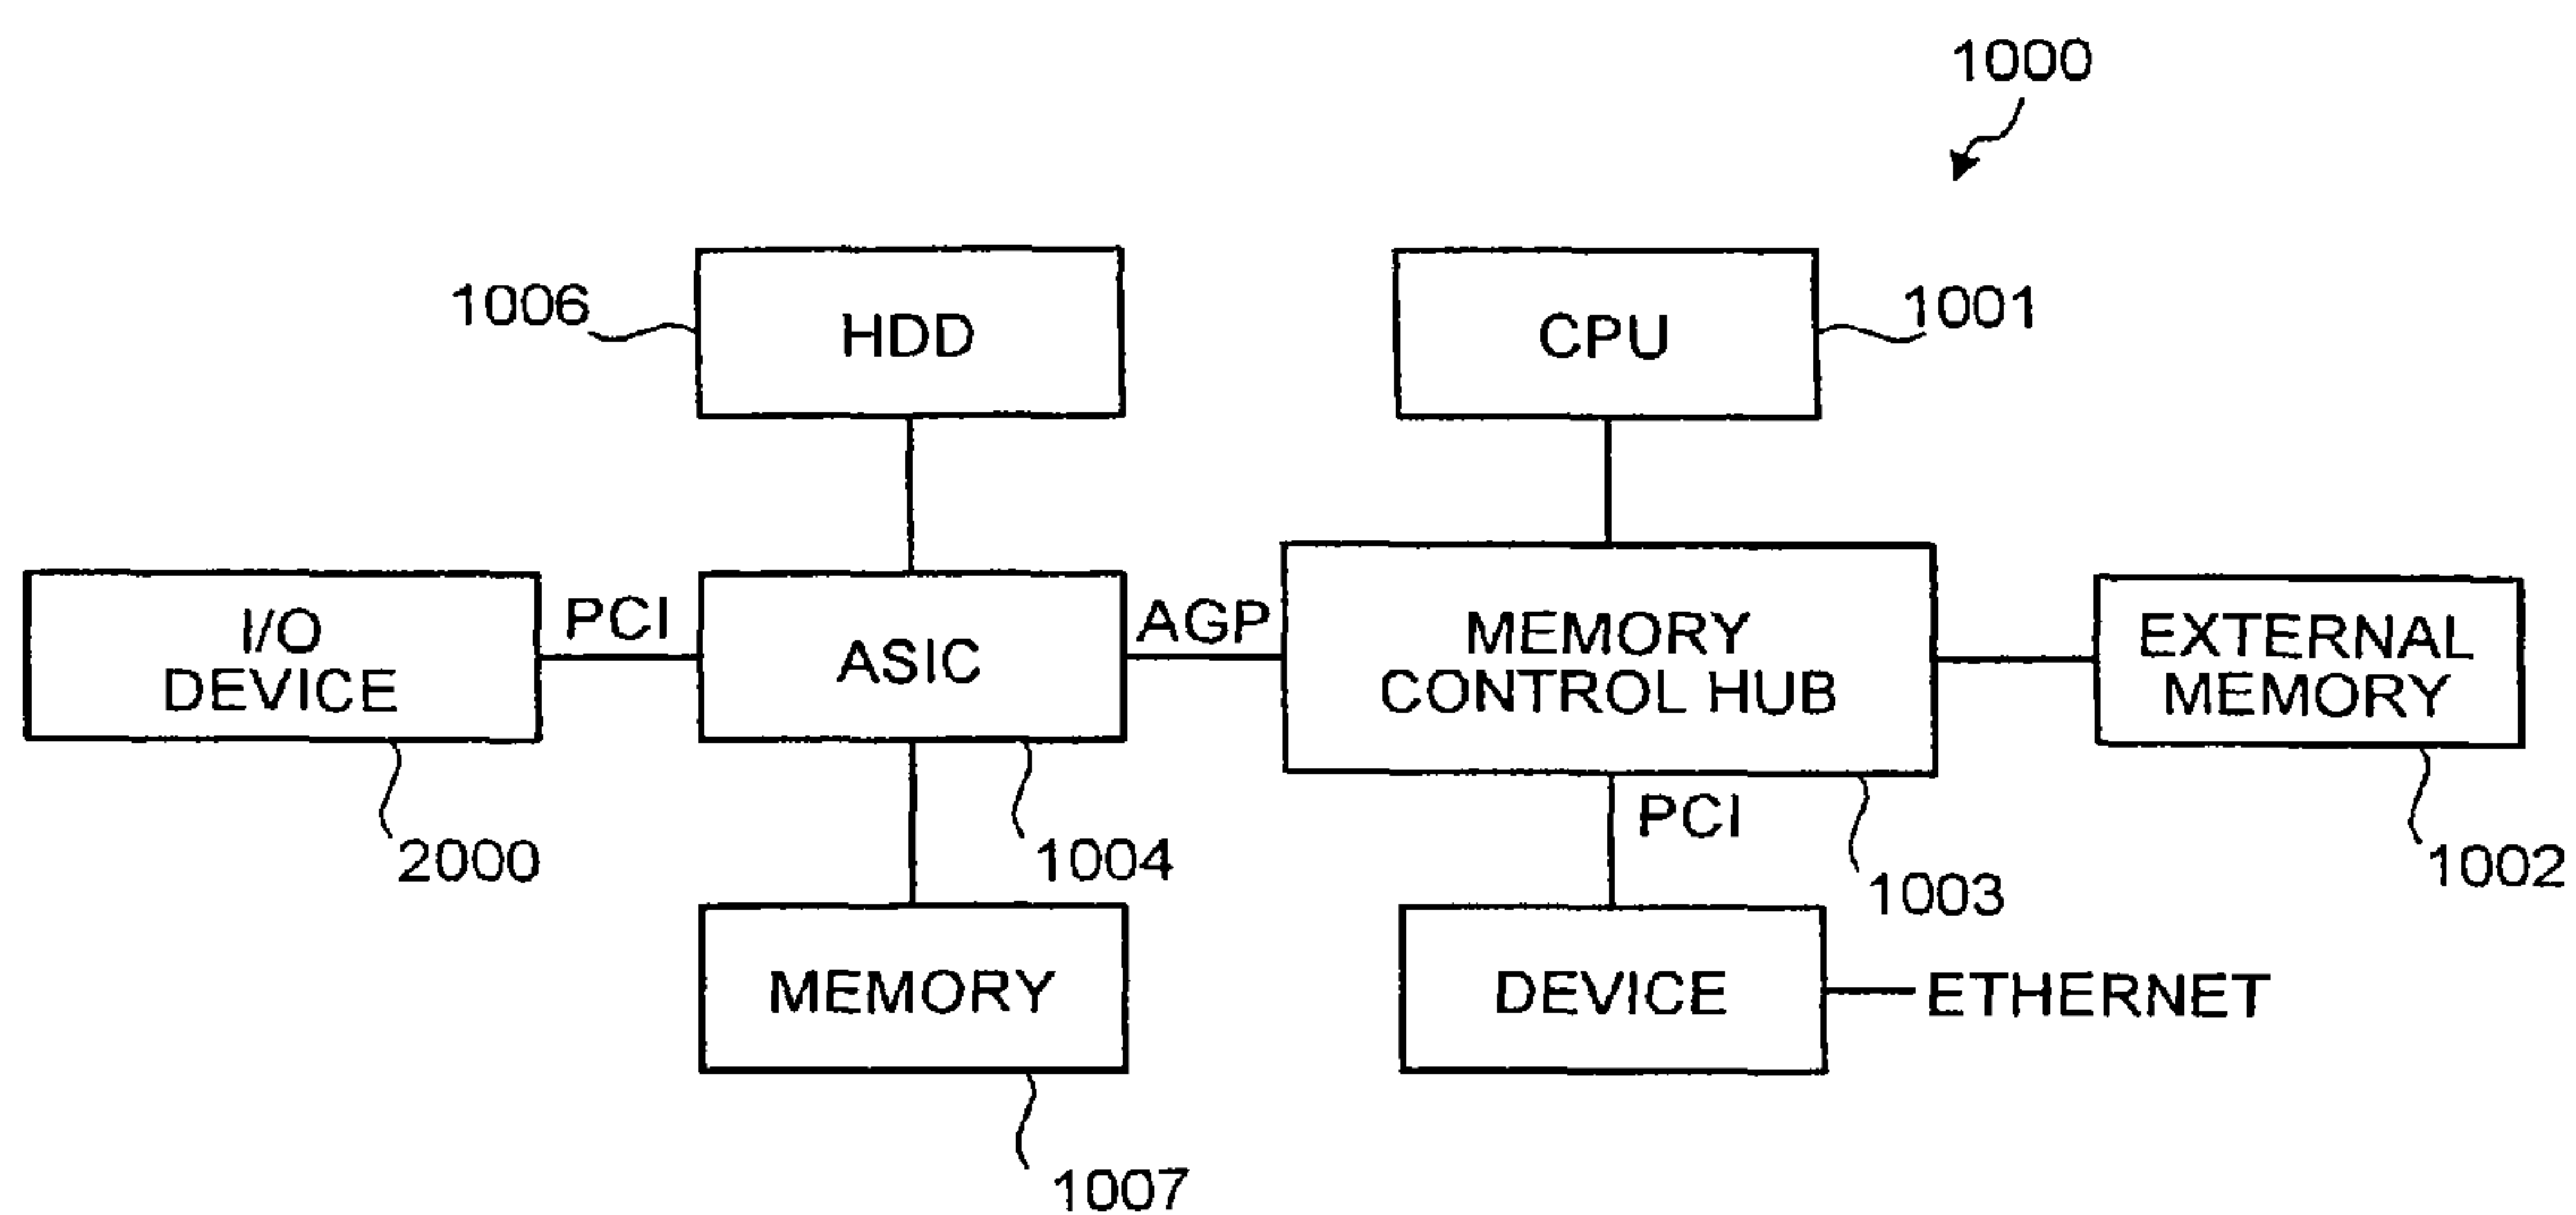 1000
1006
HDD
CPU
1001
I/O
DEVICE
PCI
ASIC
AGP
MEMORY
CONTROL HUB
EXTERNAL
MEMORY
2000
1004
PCI
1003
1002
MEMORY
DEVICE
ETHERNET
1007